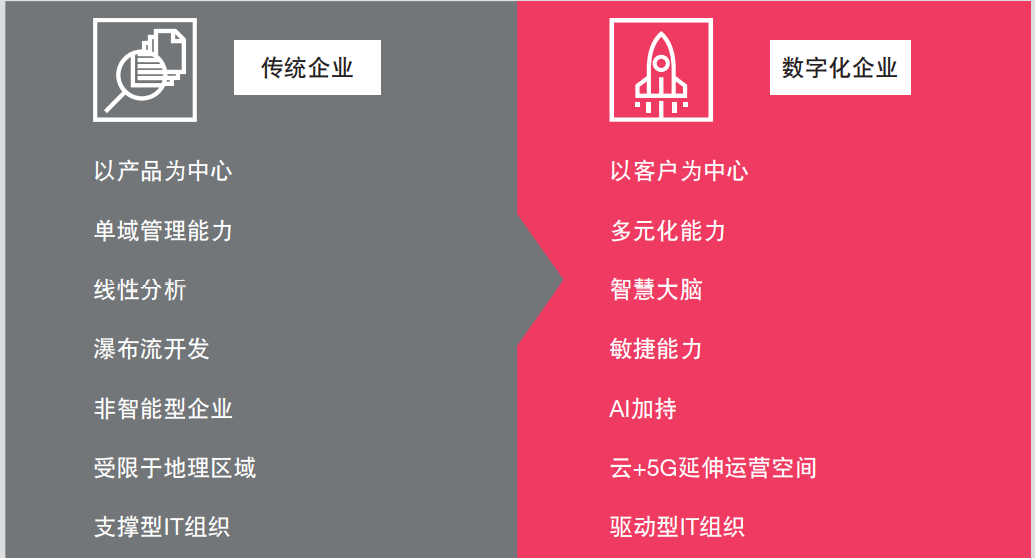 传统企业
以产品为中心
单域管理能力
线性分析
瀑布流开发
非智能型企业
受限于地理区域
支撑型IT组织
数字化企业
以客户为中心
多元化能力
智慧大脑
敏捷能力
AI加持
云+5G延伸运营空间
驱动型IT组织